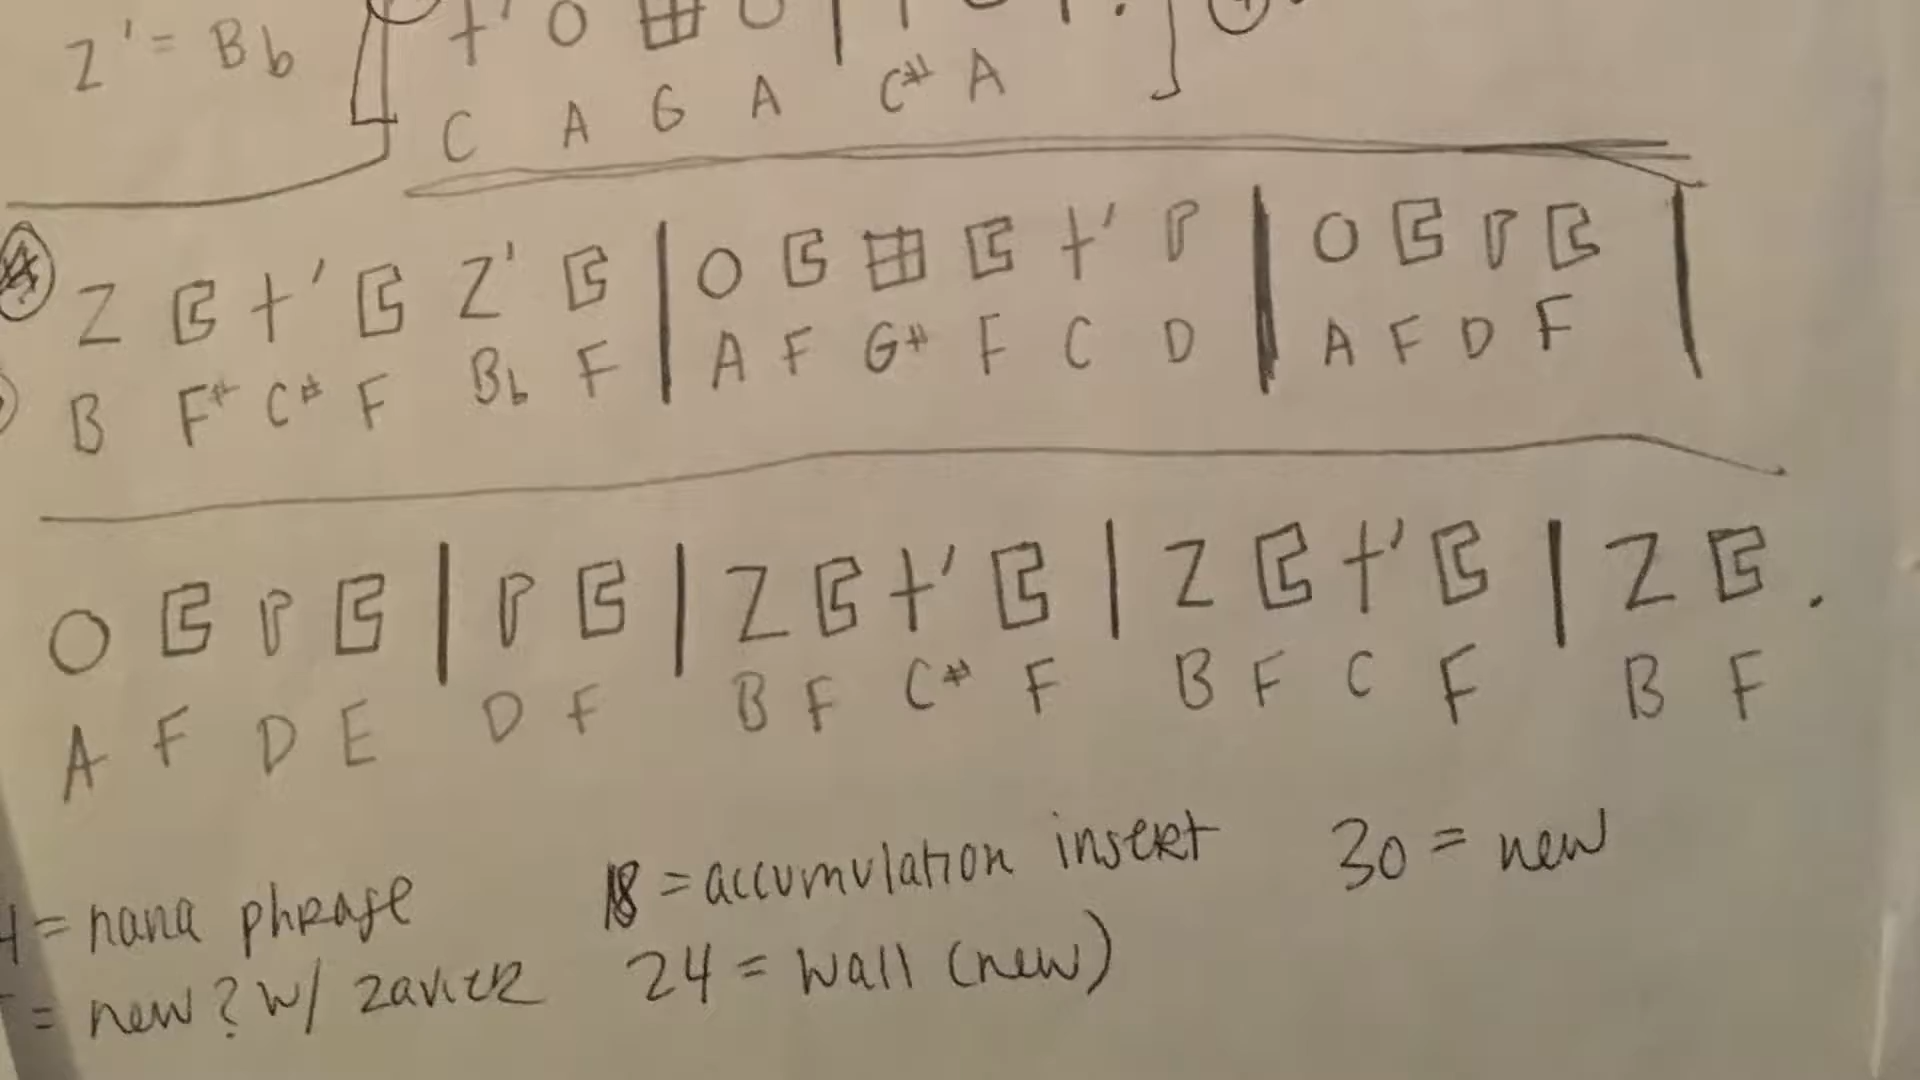 Z' = Bb
C A G A C# A
Z t' Z' | O t' P | O P |
B F# C# F Bb F A F G# F C D A F D F
O P | P | Z t' | Z t' | Z .
A F D E D F B F C# F B F C F B F
= nana phrase 18 = accumulation insert 30 = new
= new? w/ zavier 24 = wall (new)